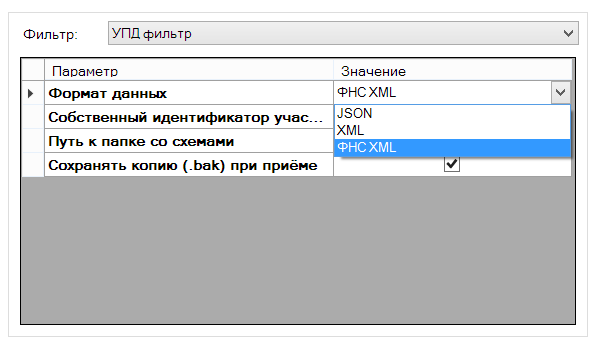 Фильтр: УПД фильтр
Параметр Значение
Формат данных ФНС XML
Собственный идентификатор учас... JSON
XML
Путь к папке со схемами ФНС XML
Сохранять копию (.bak) при приёме